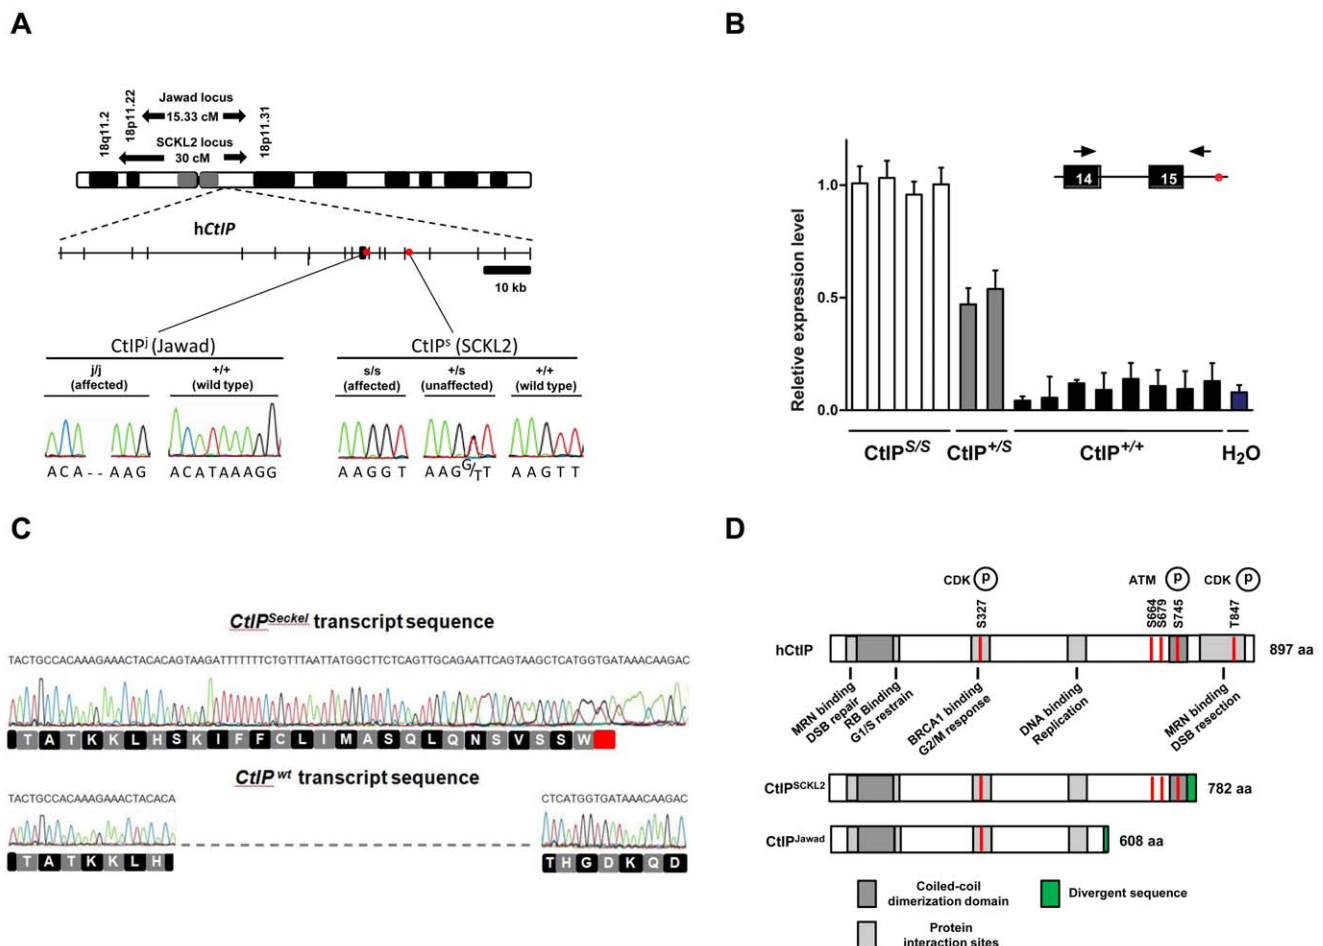 A
18q11.2
18p11.22
Jawad locus
15.33 cM
SCKL2 locus
30 cM
18p11.31
hCtIP
10 kb
CtIPj (Jawad)
j/j
(affected)
+/+
(wild type)
ACA--AAG
ACATAAAGG
CtIPs (SCKL2)
s/s
(affected)
+/s
(unaffected)
+/+
(wild type)
AAGGT
AAGG/TT
AAGTT
B
Reletive expression level
1.0
0.5
0.0
14
15
CtIPS/S
CtIP+/S
CtIP+/+
H2O
C
CtIPSeckel transcript sequence
TACTGCCACAAAGAAACTACACAGTAAGATTTTTTTCTGTTTAATTATGGCTTCTCAGTTGCAGAATTCAGTAAGCTCATGGTGATAAACAAGAC
TATKKLHSKIFFCLIMASQLQNSVSSW
CtIP wt transcript sequence
TACTGCCACAAAGAAACTACACA
CTCATGGTGATAAACAAGAC
TATKKLH
THGDKQD
D
CDK P
ATM P
CDK P
S327
S664
S679
S745
T847
hCtIP
897 aa
MRN binding
DSB repair
RB Binding
G1/S restrain
BRCA1 binding
G2/M response
DNA binding
Replication
MRN binding
DSB resection
CtIPSCKL2
782 aa
CtIPJawad
608 aa
Coiled-coil
dimerization domain
Divergent sequence
Protein
interaction sites